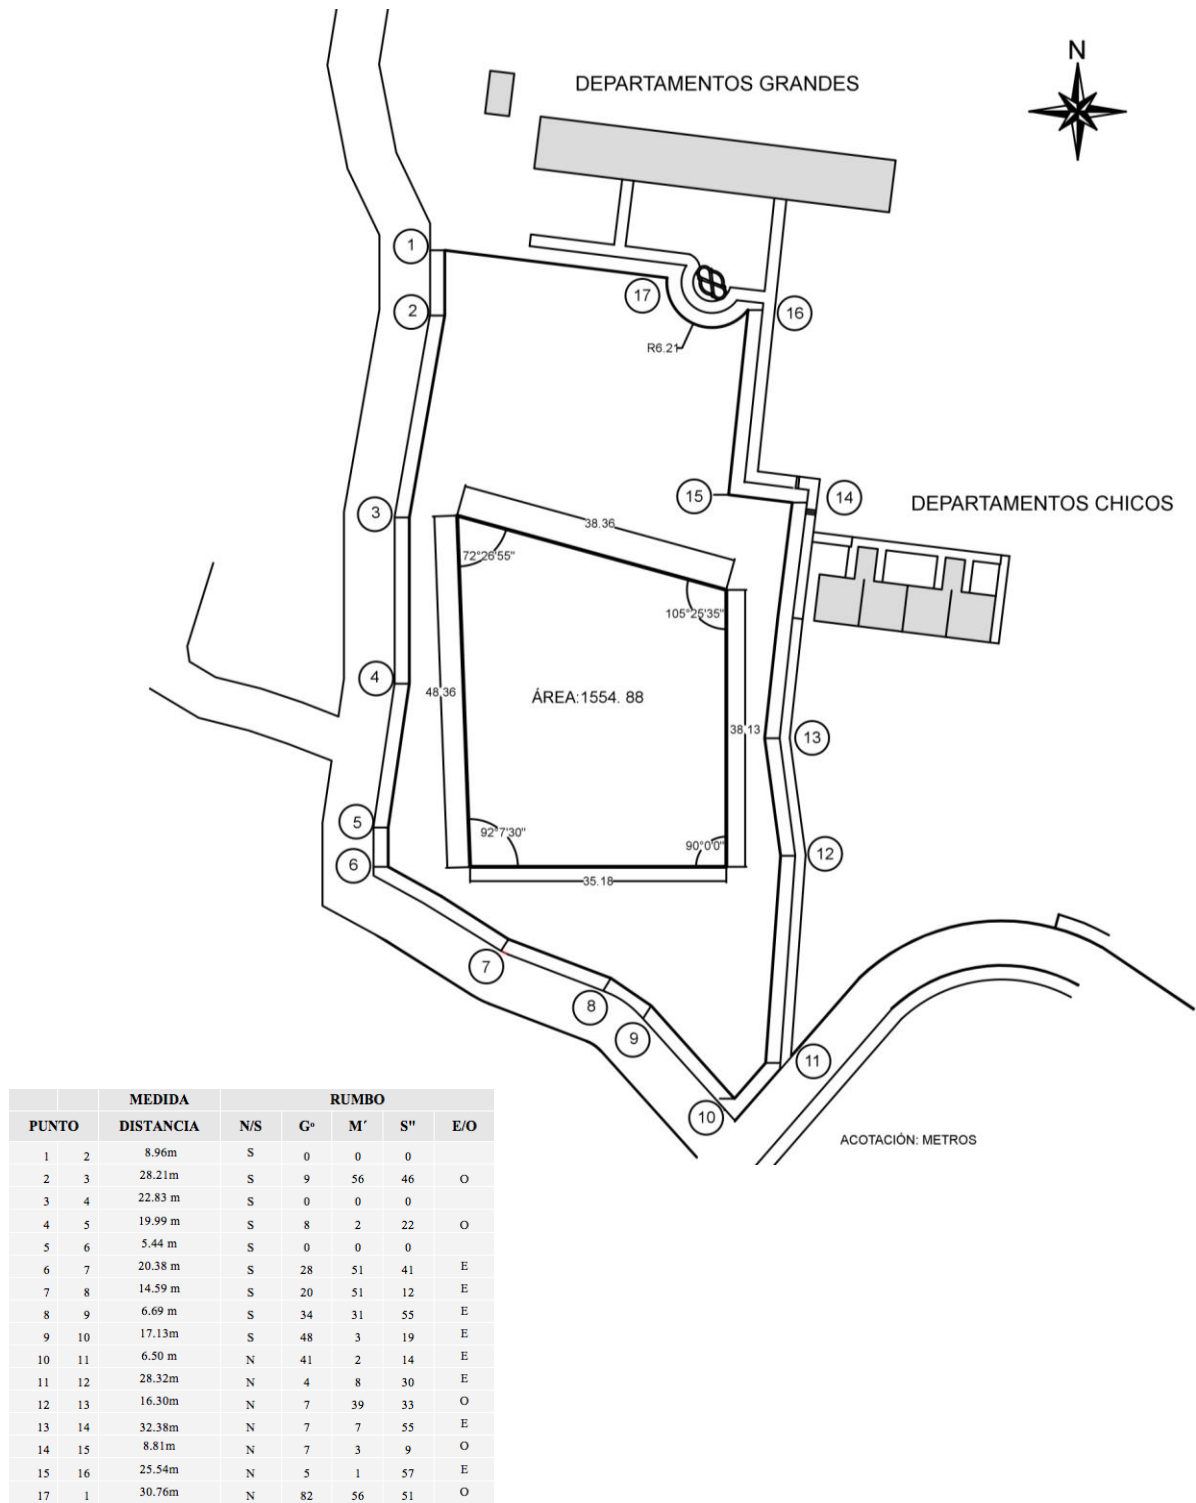 N
DEPARTAMENTOS GRANDES
1
17
2
16
R6.21
15
14
DEPARTAMENTOS CHICOS
3
38.36
72°26'55"
105°25'35"
4
48.36
ÁREA:1554. 88
38.13
13
5
92°7'30"
90°0'0"
12
6
35.18
7
8
9
11
10
ACOTACIÓN: METROS
MEDIDA RUMBO
PUNTO DISTANCIA N/S Gº M´ S" E/O
1 2 8.96m S 0 0 0
2 3 28.21m S 9 56 46 O
3 4 22.83 m S 0 0 0
4 5 19.99 m S 8 2 22 O
5 6 5.44 m S 0 0 0
6 7 20.38 m S 28 51 41 E
7 8 14.59 m S 20 51 12 E
8 9 6.69 m S 34 31 55 E
9 10 17.13m S 48 3 19 E
10 11 6.50 m N 41 2 14 E
11 12 28.32m N 4 8 30 E
12 13 16.30m N 7 39 33 O
13 14 32.38m N 7 7 55 E
14 15 8.81m N 7 3 9 O
15 16 25.54m N 5 1 57 E
17 1 30.76m N 82 56 51 O